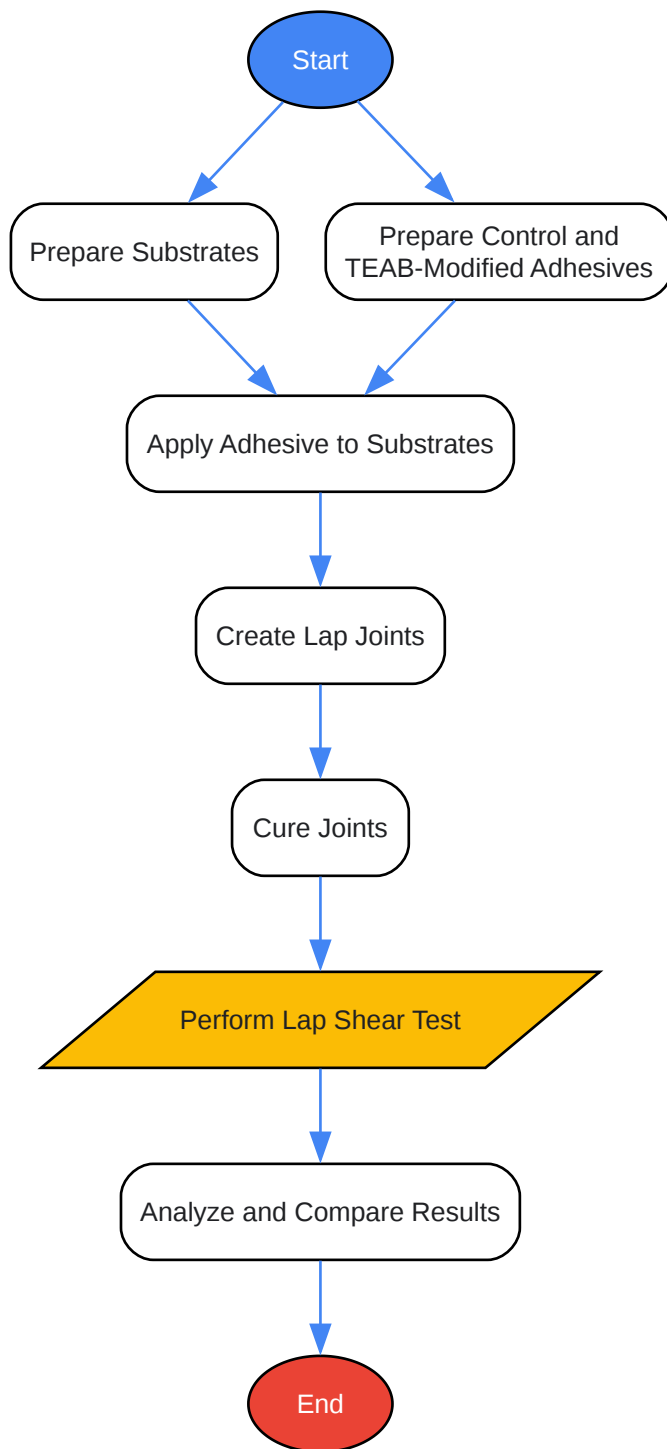 Start
Prepare Substrates
Prepare Control and
TEAB-Modified Adhesives
Apply Adhesive to Substrates
Create Lap Joints
Cure Joints
Perform Lap Shear Test
Analyze and Compare Results
End